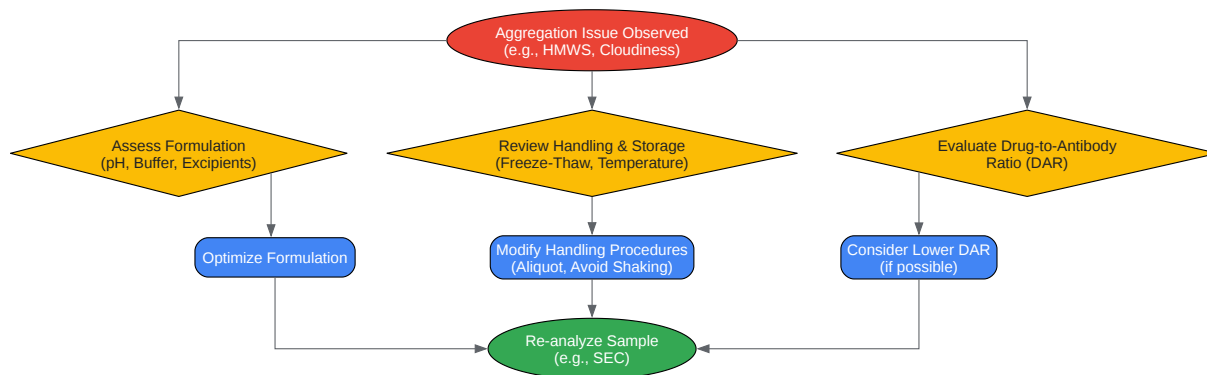 Aggregation Issue Observed
(e.g., HMWS, Cloudiness)
Assess Formulation
(pH, Buffer, Excipients)
Review Handling & Storage
(Freeze-Thaw, Temperature)
Evaluate Drug-to-Antibody
Ratio (DAR)
Optimize Formulation
Modify Handling Procedures
(Aliquot, Avoid Shaking)
Consider Lower DAR
(if possible)
Re-analyze Sample
(e.g., SEC)